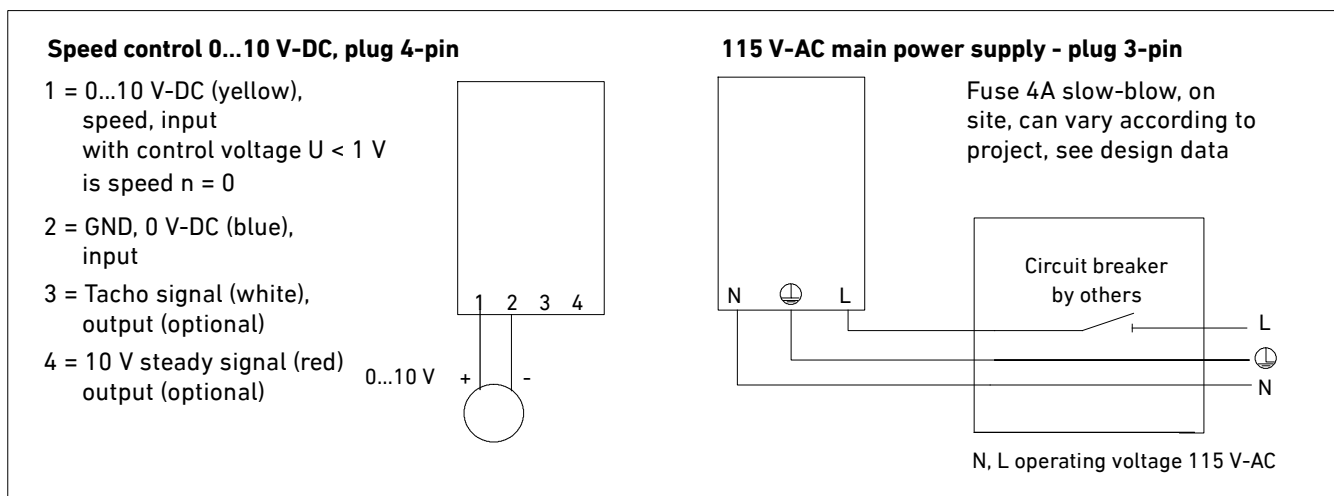 Speed control 0...10 V-DC, plug 4-pin
1 = 0...10 V-DC (yellow),
speed, input
with control voltage U < 1 V
is speed n = 0
2 = GND, 0 V-DC (blue),
input
3 = Tacho signal (white),
output (optional)
4 = 10 V steady signal (red)
output (optional)
1 2 3 4
0...10 V + -
115 V-AC main power supply - plug 3-pin
Fuse 4A slow-blow, on
site, can vary according to
project, see design data
N L
Circuit breaker
by others
L
N
N, L operating voltage 115 V-AC